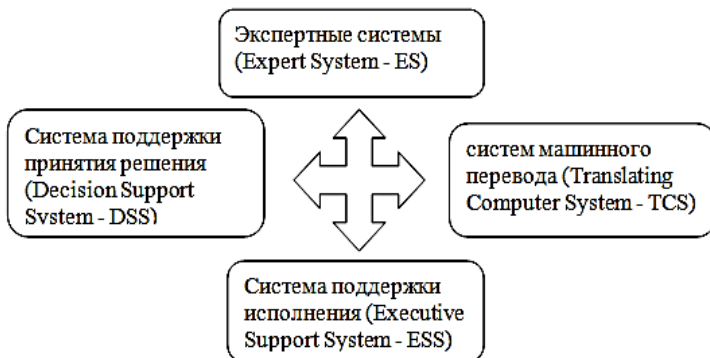 Экспертные системы
(Expert System - ES)
Система поддержки
принятия решения
(Decision Support
System - DSS)
систем машинного
перевода (Translating
Computer System - TCS)
Система поддержки
исполнения (Executive
Support System - ESS)